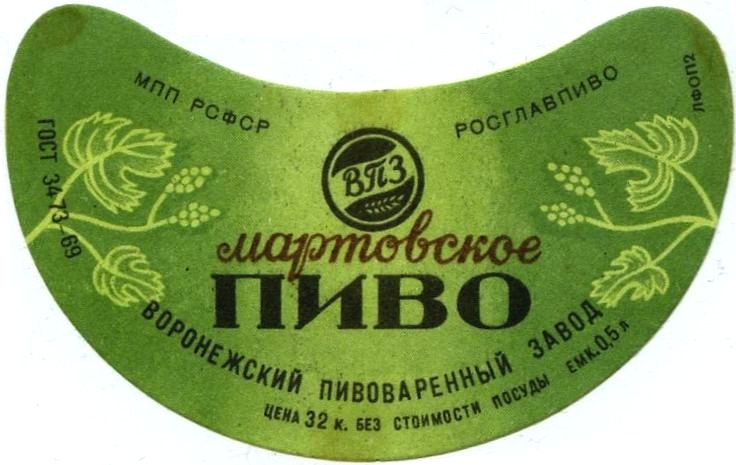 МПП РСФСР
РОСГЛАВПИВО
ЛФОП2
ГОСТ 3473-69
ВПЗ
мартовское
ПИВО
ВОРОНЕЖСКИЙ ПИВОВАРЕННЫЙ ЗАВОД
ЦЕНА 32 К. БЕЗ СТОИМОСТИ ПОСУДЫ ЕМК.0,5 Л